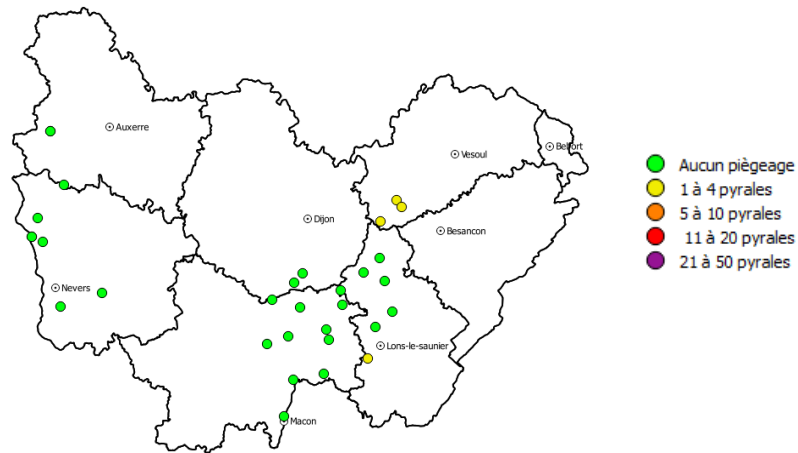 Auxerre
Vesoul
Belfort
Dijon
Besancon
Nevers
Lons-le-saunier
Macon
Aucun piègeage
1 à 4 pyrales
5 à 10 pyrales
11 à 20 pyrales
21 à 50 pyrales